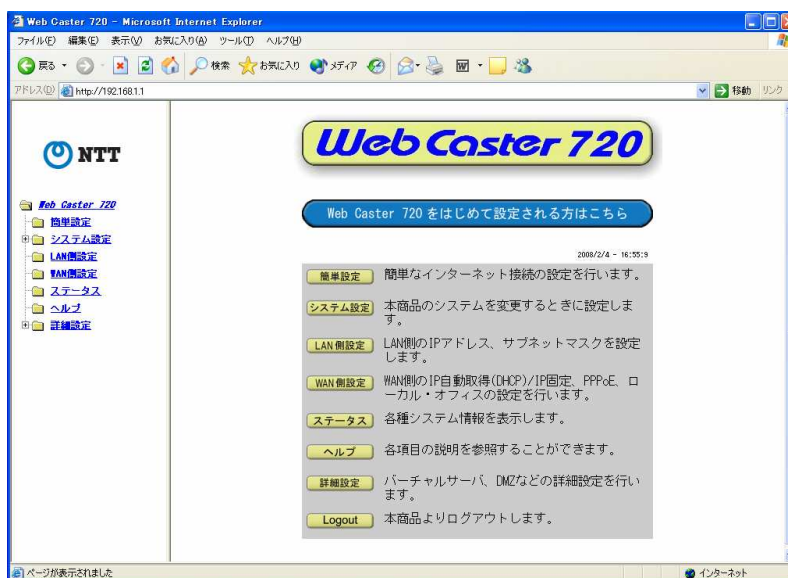 Web Caster 720 - Microsoft Internet Explorer
ファイル(F) 編集(E) 表示(V) お気に入り(A) ツール(T) ヘルプ(H)
戻る 検索 お気に入り メディア
アドレス(D) http://192.168.1.1 移動 リンク
NTT
Web Caster 720
簡単設定
システム設定
LAN側設定
WAN側設定
ステータス
ヘルプ
詳細設定
Web Caster 720
Web Caster 720 をはじめて設定される方はこちら
2008/2/4 - 16:55:9
簡単設定 簡単なインターネット接続の設定を行います。
システム設定 本商品のシステムを変更するときに設定しま
す。
LAN側設定 LAN側のIPアドレス、サブネットマスクを設定
します。
WAN側設定 WAN側のIP自動取得(DHCP)/IP固定、PPPoE、ロ
ーカル・オフィスの設定を行います。
ステータス 各種システム情報を表示します。
ヘルプ 各項目の説明を参照することができます。
詳細設定 バーチャルサーバ、DMZなどの詳細設定を行い
ます。
Logout 本商品よりログアウトします。
ページが表示されました インターネット